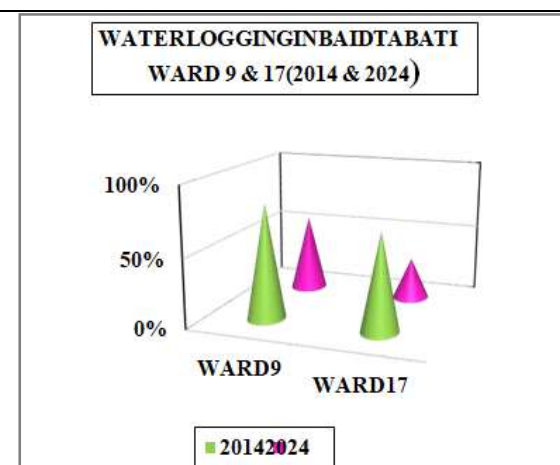 WATERLOGGINGINBAIDTABATI
WARD 9 & 17(2014 & 2024)
100%
50%
0%
WARD9
WARD17
20142024